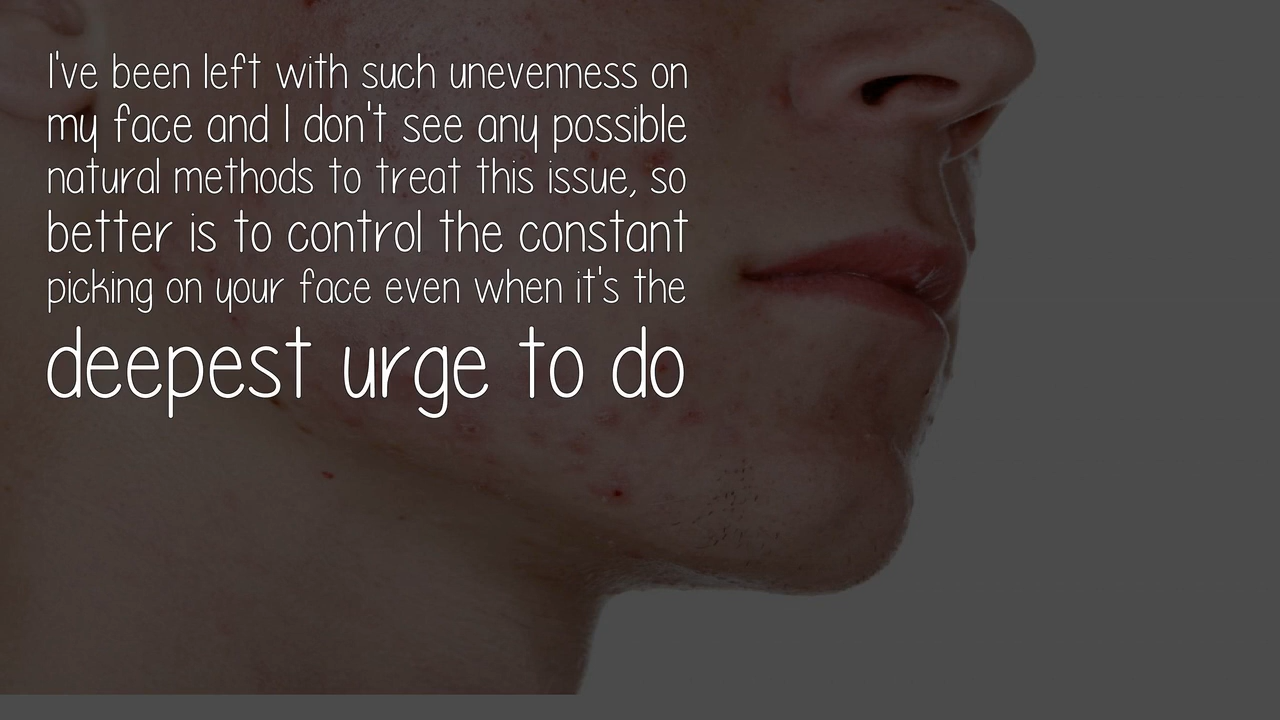 I've been left with such unevenness on
my face and I don't see any possible
natural methods to treat this issue, so
better is to control the constant
picking on your face even when it's the
deepest urge to do